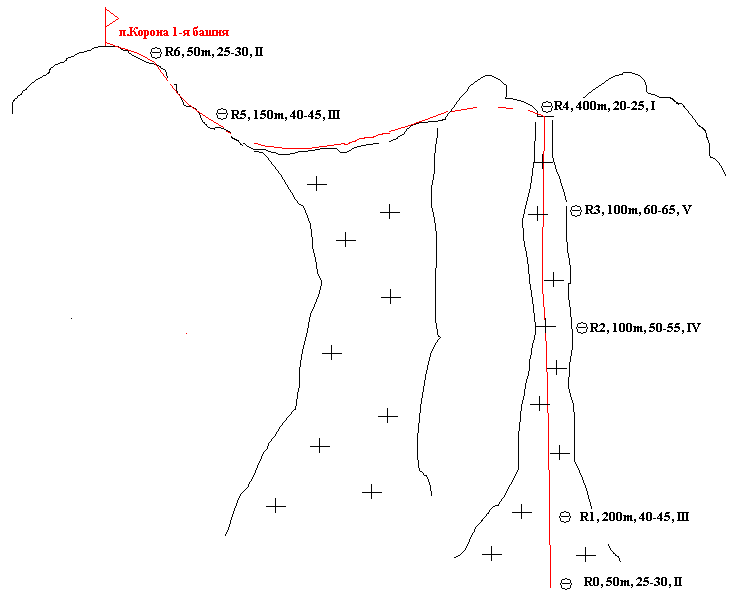 п.Корона 1-я башня
R6, 50m, 25-30, II
R5, 150m, 40-45, III
R4, 400m, 20-25, I
R3, 100m, 60-65, V
R2, 100m, 50-55, IV
R1, 200m, 40-45, III
R0, 50m, 25-30, II